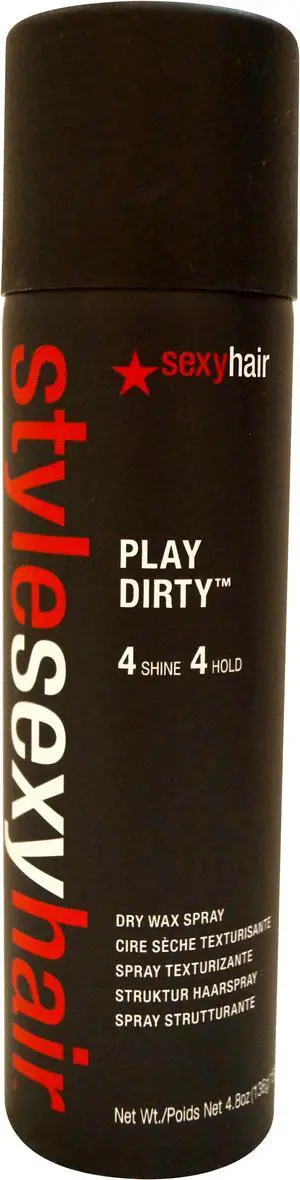 ★sexyhair
stylesexyhair
PLAY
DIRTY™
4 SHINE 4 HOLD
DRY WAX SPRAY
CIRE SÈCHE TEXTURISANTE
SPRAY TEXTURIZANTE
STRUKTUR HAARSPRAY
SPRAY STRUTTURANTE
Net Wt./Poids Net 4.8oz